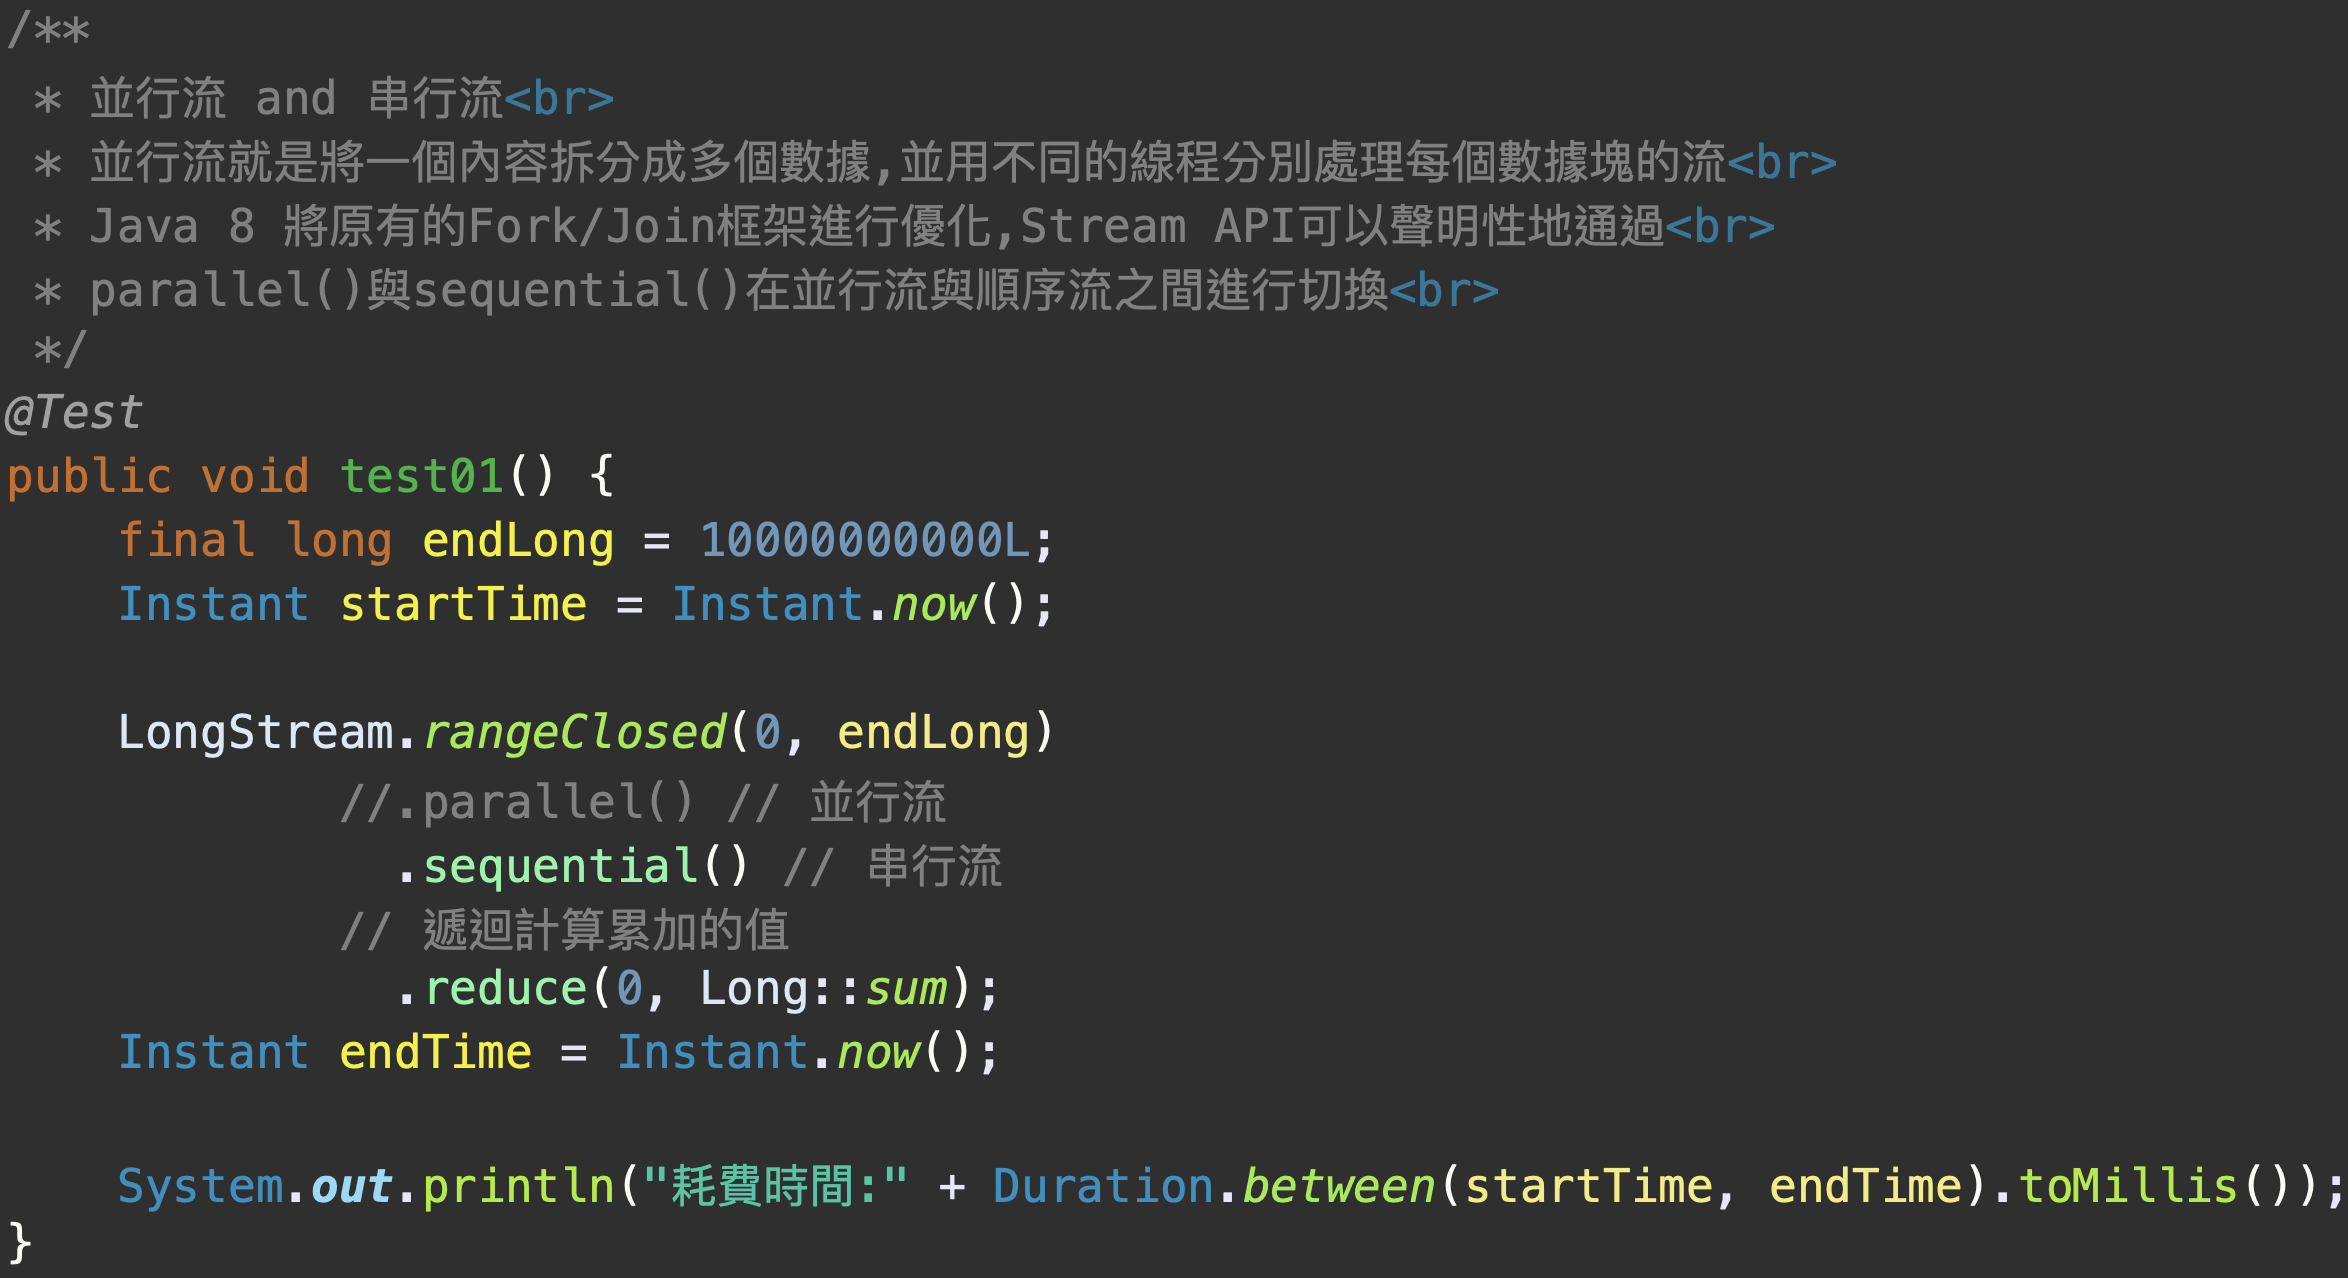 /**
 * 並行流 and 串行流<br>
 * 並行流就是將一個內容拆分成多個數據,並用不同的線程分別處理每個數據塊的流<br>
 * Java 8 將原有的Fork/Join框架進行優化,Stream API可以聲明性地通過<br>
 * parallel()與sequential()在並行流與順序流之間進行切換<br>
 */
@Test
public void test01() {
    final long endLong = 100000000000L;
    Instant startTime = Instant.now();

    LongStream.rangeClosed(0, endLong)
            //.parallel() // 並行流
              .sequential() // 串行流
            // 遞迴計算累加的值
              .reduce(0, Long::sum);
    Instant endTime = Instant.now();

    System.out.println("耗費時間:" + Duration.between(startTime, endTime).toMillis());
}